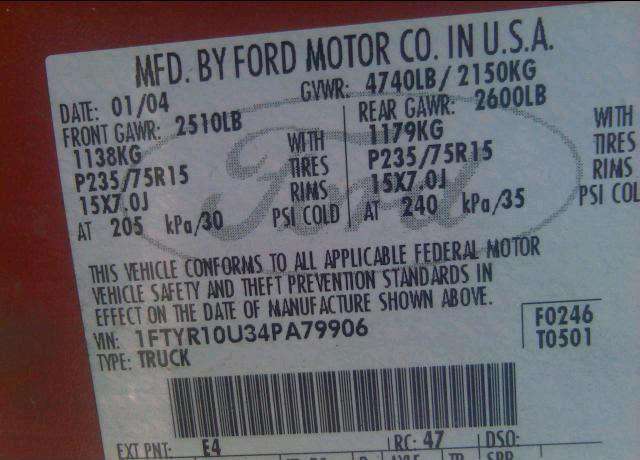 MFD. BY FORD MOTOR CO. IN U.S.A.
DATE: 01/04 GVWR: 4740LB/ 2150KG
FRONT GAWR: 2510LB REAR GAWR: 2600LB
1138KG WITH 1179KG WITH
P235/75R15 TIRES P235/75R15 TIRES
15X7.0J RIMS 15X7.0J RIMS
AT 205 kPa/30 PSI COLD AT 240 kPa/35 PSI COL
Ford
THIS VEHICLE CONFORMS TO ALL APPLICABLE FEDERAL MOTOR
VEHICLE SAFETY AND THEFT PREVENTION STANDARDS IN
EFFECT ON THE DATE OF MANUFACTURE SHOWN ABOVE.
VIN: 1FTYR10U34PA79906 F0246
TYPE: TRUCK T0501
EXT PNT: E4 RC: 47 DSO: